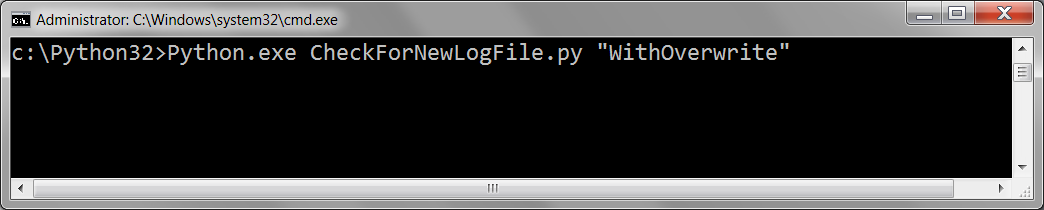 Administrator: C:\Windows\system32\cmd.exe
c:\Python32>Python.exe CheckForNewLogFile.py "WithOverwrite"